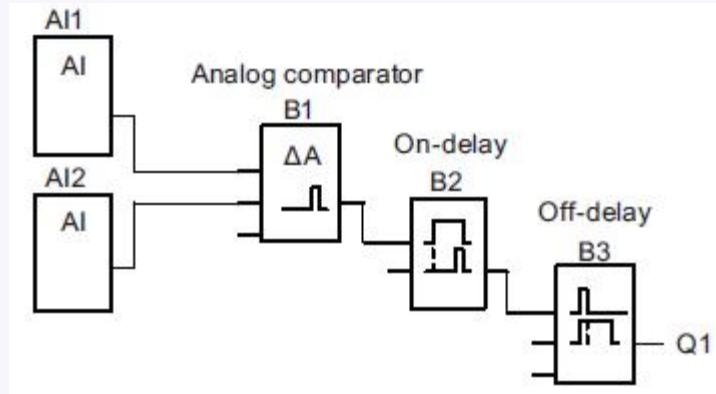 AI1
AI
AI2
AI
Analog comparator
B1
ΔA
On-delay
B2
Off-delay
B3
Q1